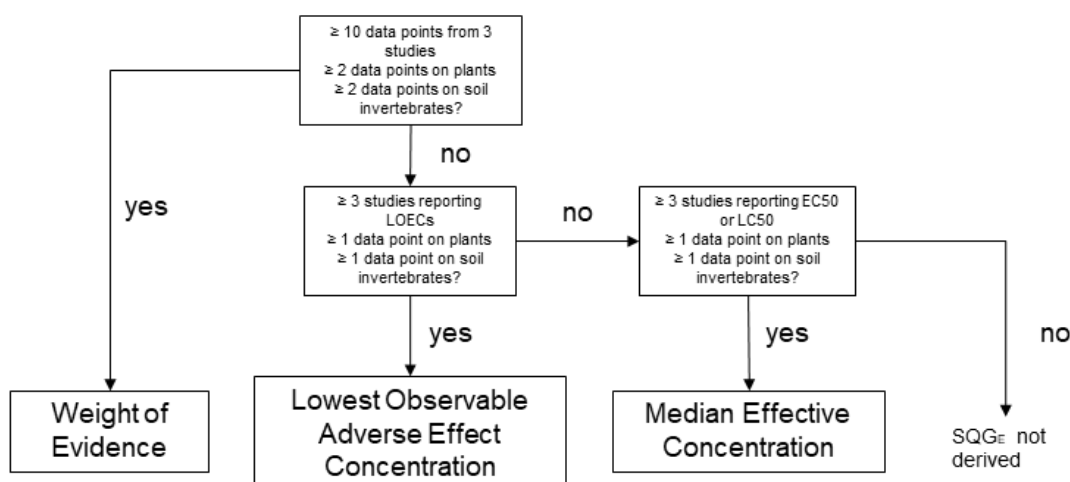 ≥ 10 data points from 3
studies
≥ 2 data points on plants
≥ 2 data points on soil
invertebrates?
no
yes
≥ 3 studies reporting
LOECs
≥ 1 data point on plants
≥ 1 data point on soil
invertebrates?
no
≥ 3 studies reporting EC50
or LC50
≥ 1 data point on plants
≥ 1 data point on soil
invertebrates?
yes
yes
no
Weight of
Evidence
Lowest Observable
Adverse Effect
Concentration
Median Effective
Concentration
SQGE not
derived